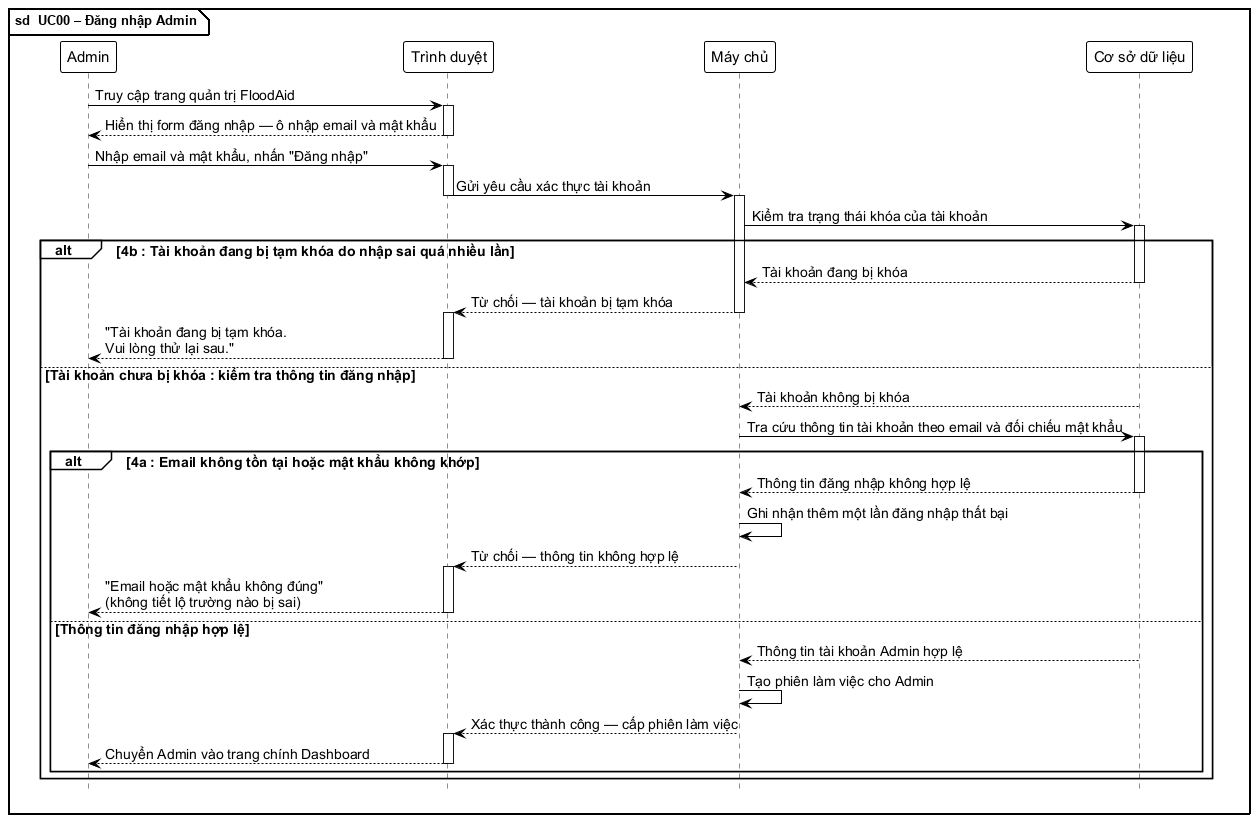 sd UC00 – Đăng nhập Admin
Admin
Trình duyệt
Máy chủ
Cơ sở dữ liệu
Truy cập trang quản trị FloodAid
Hiển thị form đăng nhập — ô nhập email và mật khẩu
Nhập email và mật khẩu, nhấn "Đăng nhập"
Gửi yêu cầu xác thực tài khoản
Kiểm tra trạng thái khóa của tài khoản
alt
[4b : Tài khoản đang bị tạm khóa do nhập sai quá nhiều lần]
Tài khoản đang bị khóa
Từ chối — tài khoản bị tạm khóa
"Tài khoản đang bị tạm khóa.
Vui lòng thử lại sau."
[Tài khoản chưa bị khóa : kiểm tra thông tin đăng nhập]
Tài khoản không bị khóa
Tra cứu thông tin tài khoản theo email và đối chiếu mật khẩu
alt
[4a : Email không tồn tại hoặc mật khẩu không khớp]
Thông tin đăng nhập không hợp lệ
Ghi nhận thêm một lần đăng nhập thất bại
Từ chối — thông tin không hợp lệ
"Email hoặc mật khẩu không đúng"
(không tiết lộ trường nào bị sai)
[Thông tin đăng nhập hợp lệ]
Thông tin tài khoản Admin hợp lệ
Tạo phiên làm việc cho Admin
Xác thực thành công — cấp phiên làm việc
Chuyển Admin vào trang chính Dashboard